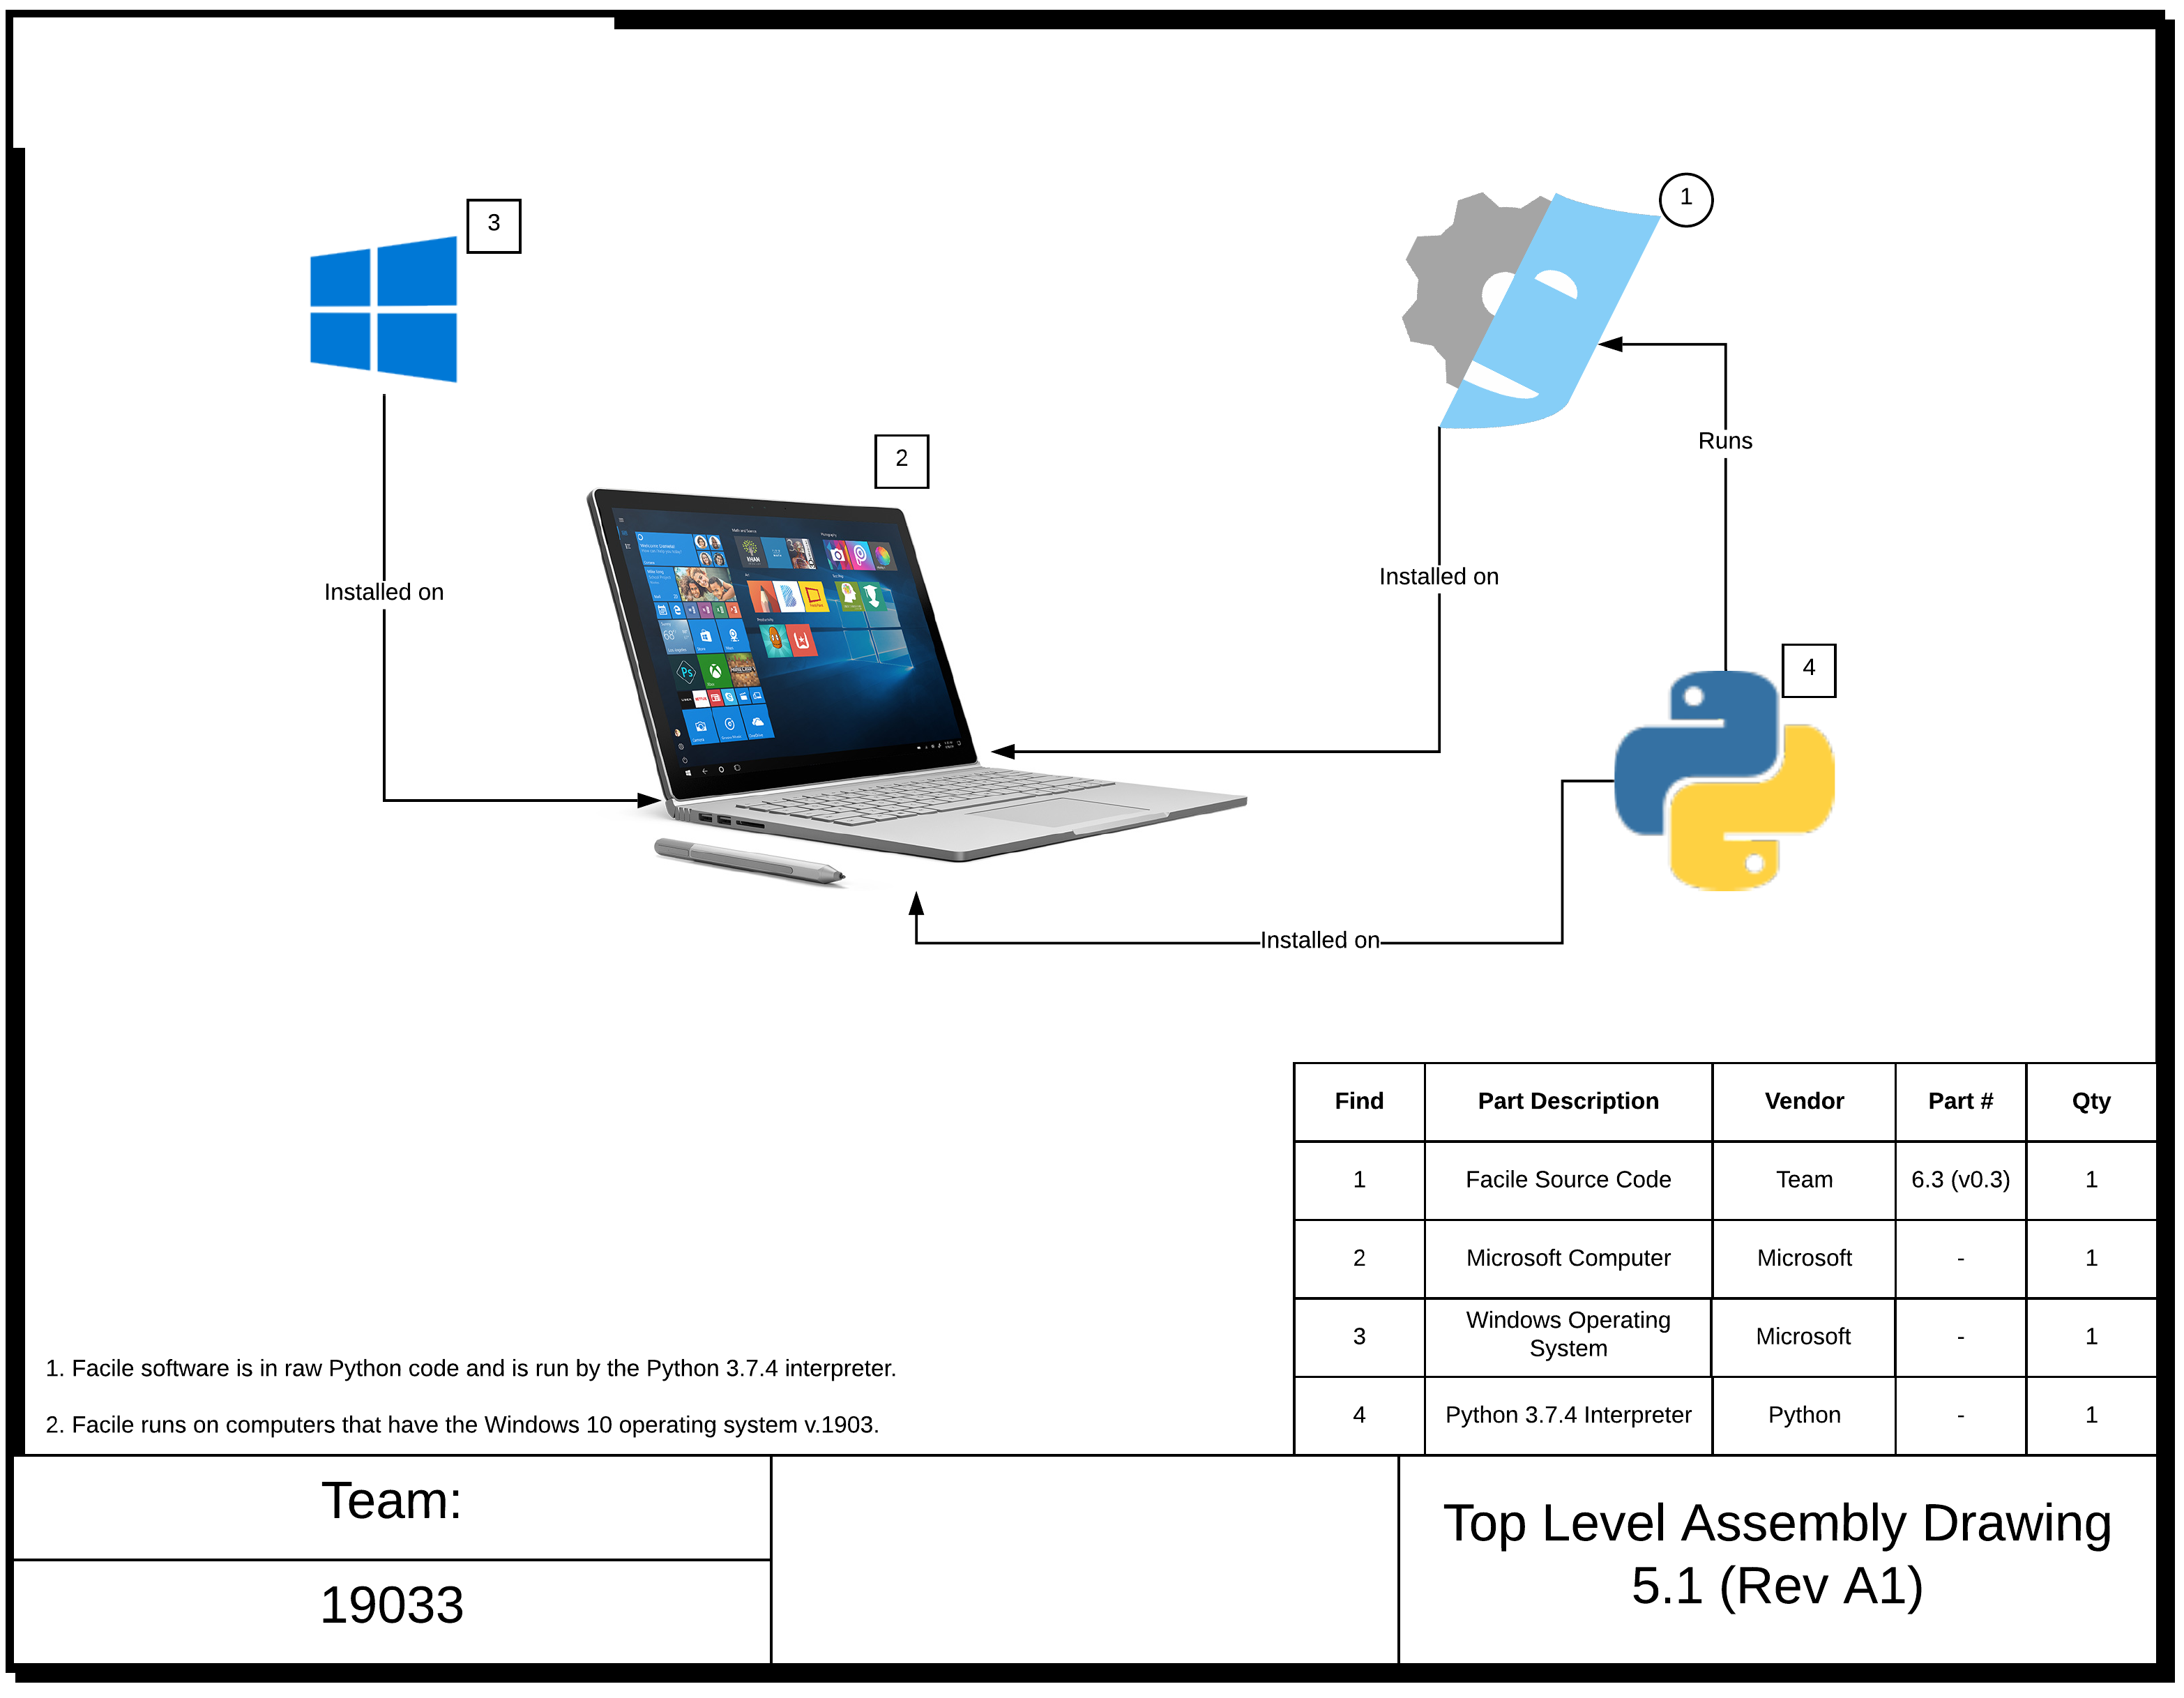 1
3
Runs
2
Installed on
Installed on
4
Installed on
Find Part Description Vendor Part # Qty
1 Facile Source Code Team 6.3 (v0.3) 1
2 Microsoft Computer Microsoft - 1
3 Windows Operating System Microsoft - 1
4 Python 3.7.4 Interpreter Python - 1
1. Facile software is in raw Python code and is run by the Python 3.7.4 interpreter.
2. Facile runs on computers that have the Windows 10 operating system v.1903.
Team:
19033
Top Level Assembly Drawing
5.1 (Rev A1)